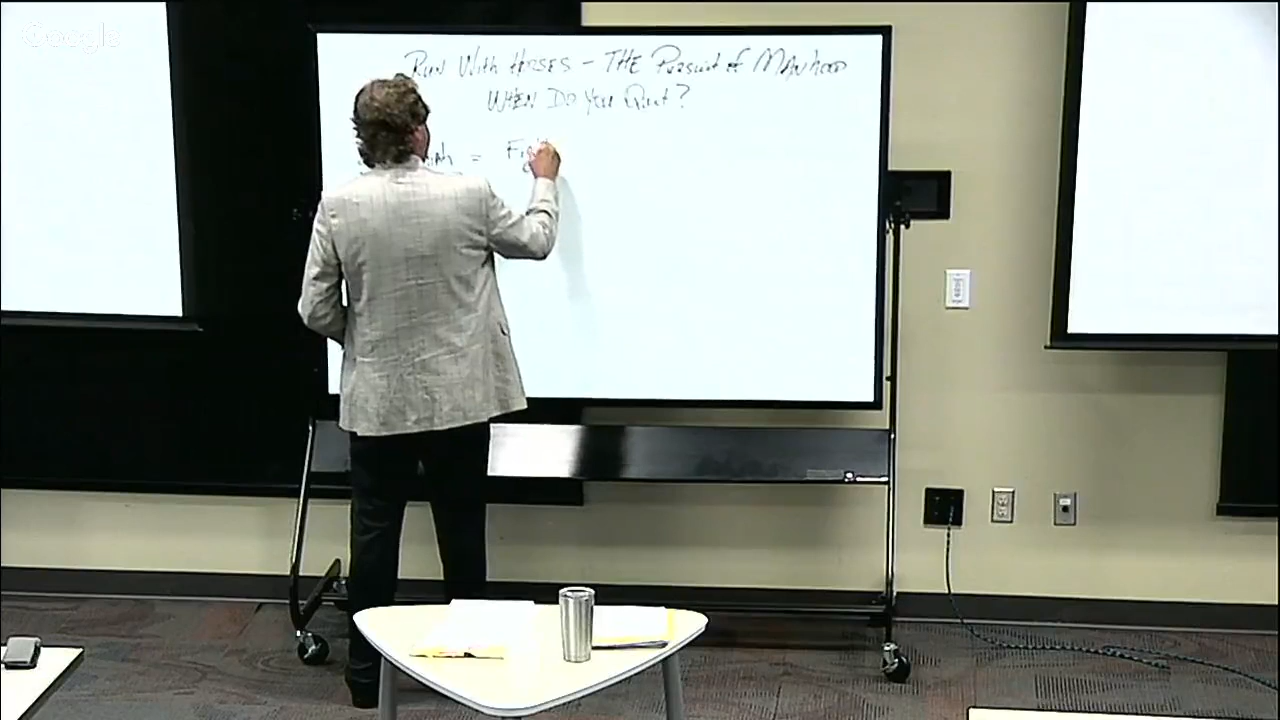 Google
RUN WITH HORSES - THE PURSUIT OF MANHOOD
WHEN DO YOU QUIT?
=